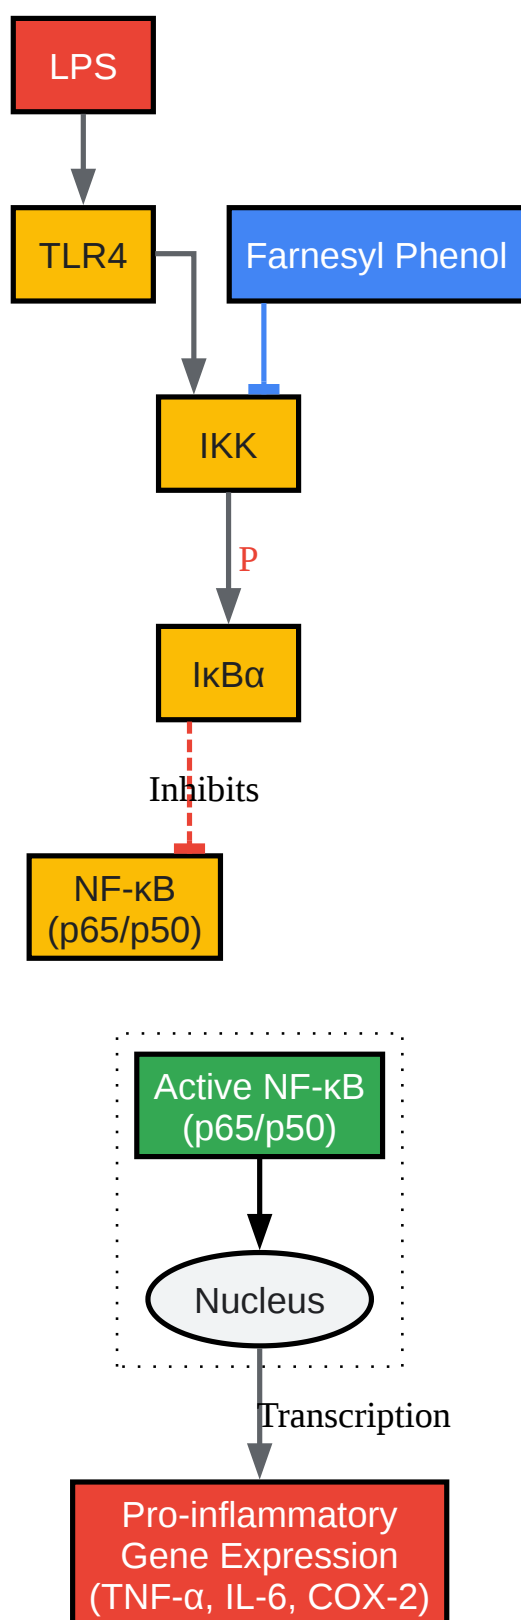 LPS
TLR4
Farnesyl Phenol
IKK
P
IκBα
Inhibits
NF-κB
(p65/p50)
Active NF-κB
(p65/p50)
Nucleus
Transcription
Pro-inflammatory
Gene Expression
(TNF-α, IL-6, COX-2)